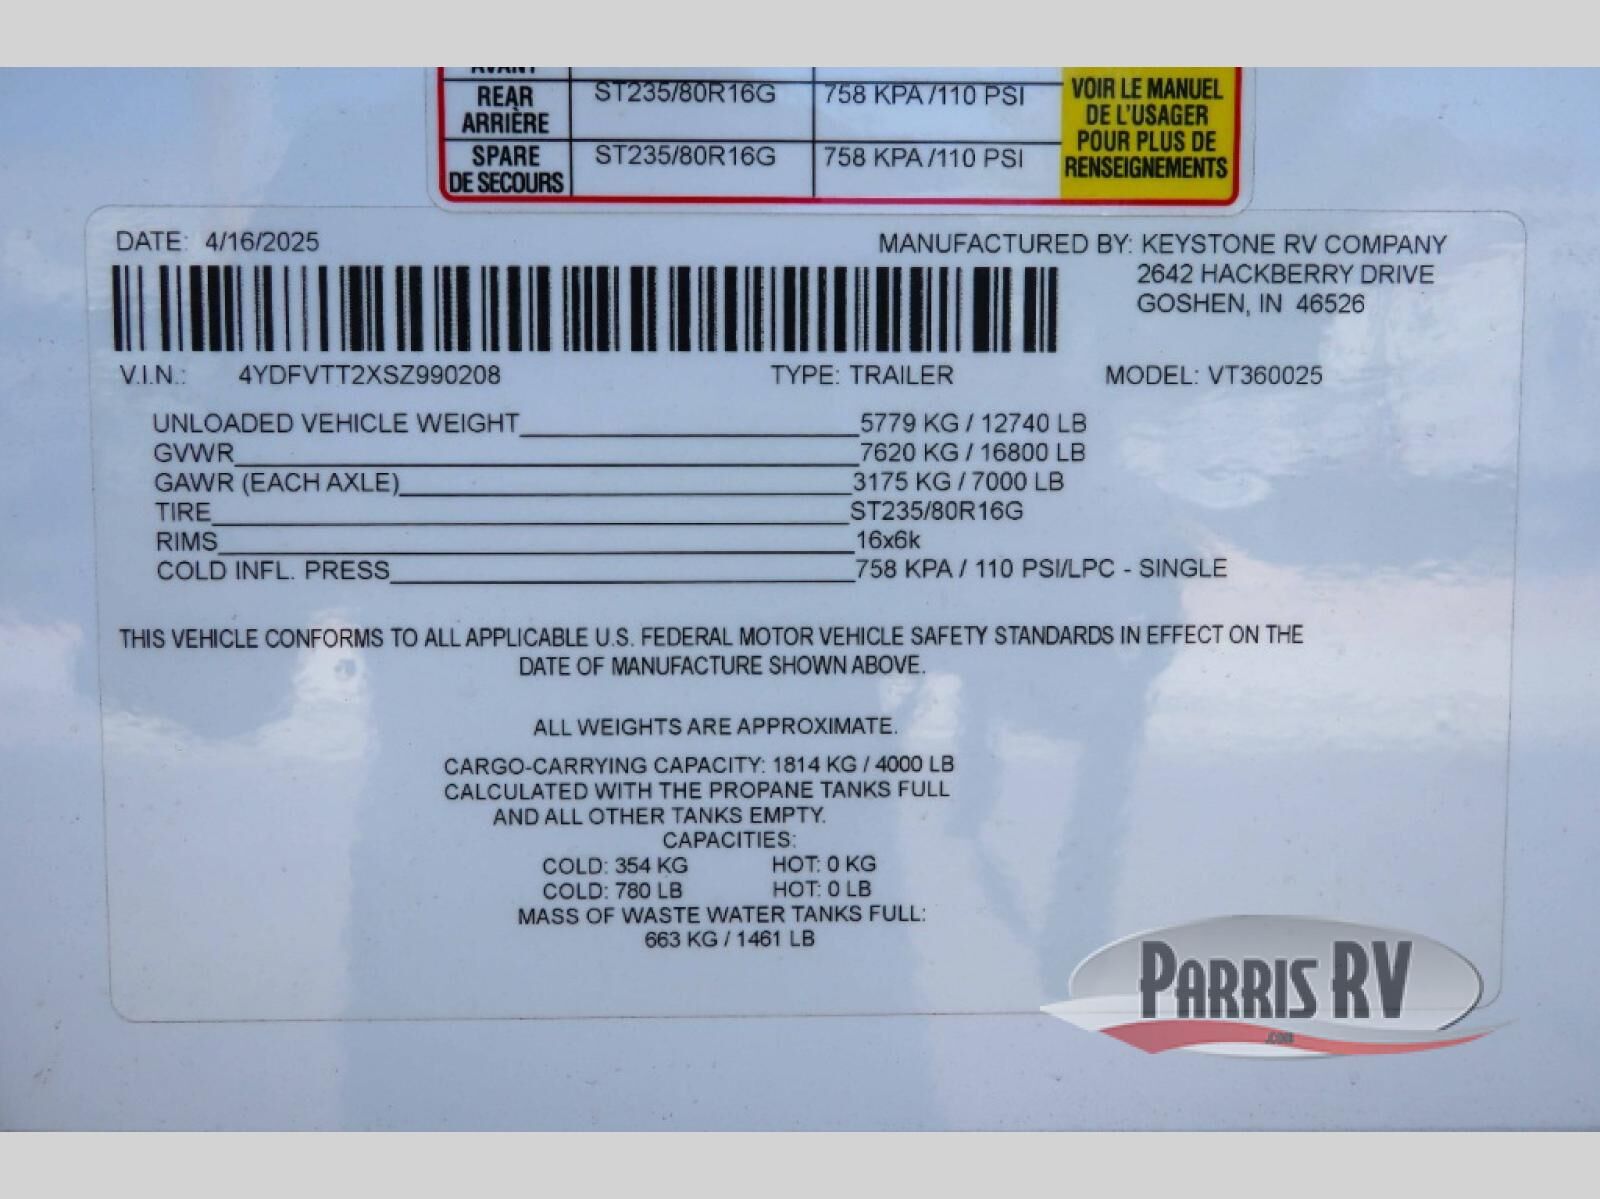 AVANT
REAR ST235/80R16G 758 KPA /110 PSI
ARRIÈRE
SPARE ST235/80R16G 758 KPA /110 PSI
DE SECOURS
VOIR LE MANUEL
DE L'USAGER
POUR PLUS DE
RENSEIGNEMENTS
DATE: 4/16/2025 MANUFACTURED BY: KEYSTONE RV COMPANY
2642 HACKBERRY DRIVE
GOSHEN, IN 46526
V.I.N.: 4YDFVTT2XSZ990208 TYPE: TRAILER MODEL: VT360025
UNLOADED VEHICLE WEIGHT 5779 KG / 12740 LB
GVWR 7620 KG / 16800 LB
GAWR (EACH AXLE) 3175 KG / 7000 LB
TIRE ST235/80R16G
RIMS 16x6k
COLD INFL. PRESS 758 KPA / 110 PSI/LPC - SINGLE
THIS VEHICLE CONFORMS TO ALL APPLICABLE U.S. FEDERAL MOTOR VEHICLE SAFETY STANDARDS IN EFFECT ON THE
DATE OF MANUFACTURE SHOWN ABOVE.
ALL WEIGHTS ARE APPROXIMATE.
CARGO-CARRYING CAPACITY: 1814 KG / 4000 LB
CALCULATED WITH THE PROPANE TANKS FULL
AND ALL OTHER TANKS EMPTY.
CAPACITIES:
COLD: 354 KG HOT: 0 KG
COLD: 780 LB HOT: 0 LB
MASS OF WASTE WATER TANKS FULL:
663 KG / 1461 LB
PARRIS RV
.COM